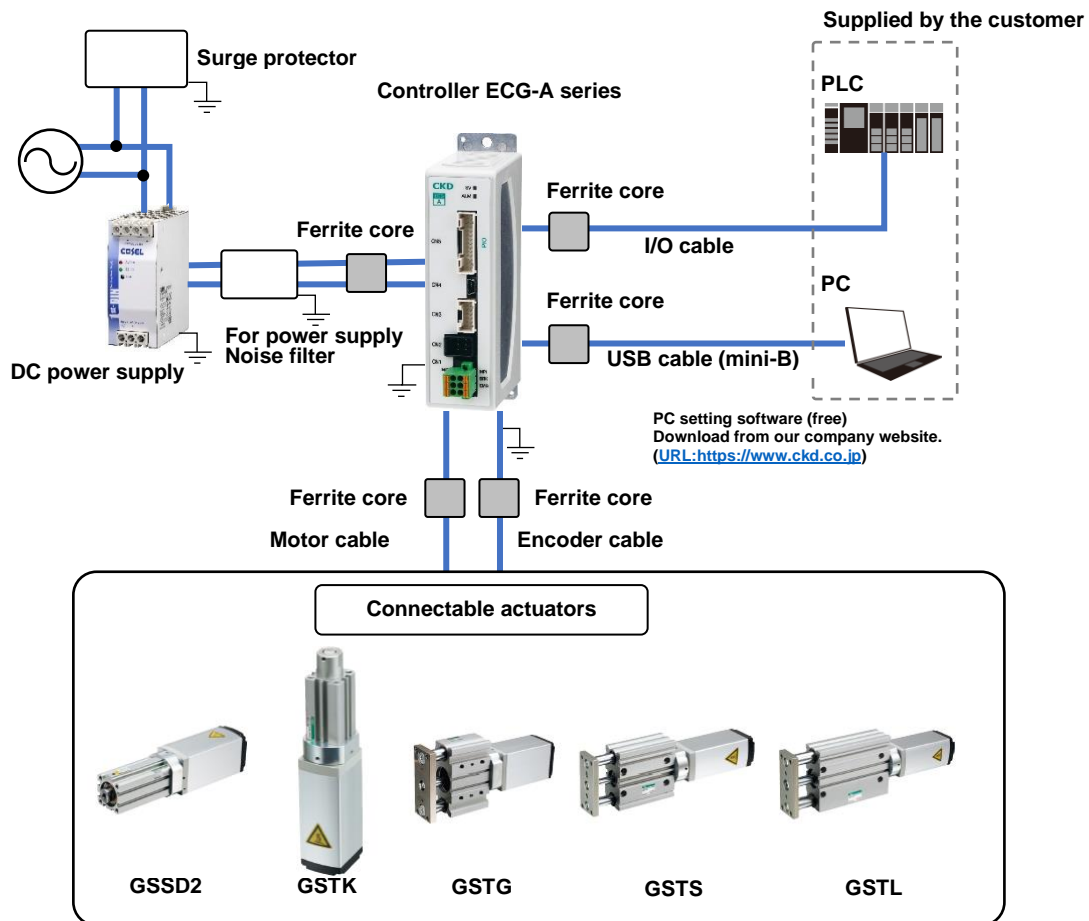 Supplied by the customer
Surge protector
PLC
Controller ECG-A series
CKD
A
Ferrite core
I/O cable
Ferrite core
COSEL
PC
Ferrite core
For power supply
Noise filter
USB cable (mini-B)
DC power supply
PC setting software (free)
Download from our company website.
(URL:https://www.ckd.co.jp)
Ferrite core
Ferrite core
Motor cable
Encoder cable
Connectable actuators
GSSD2
GSTK
GSTG
GSTS
GSTL